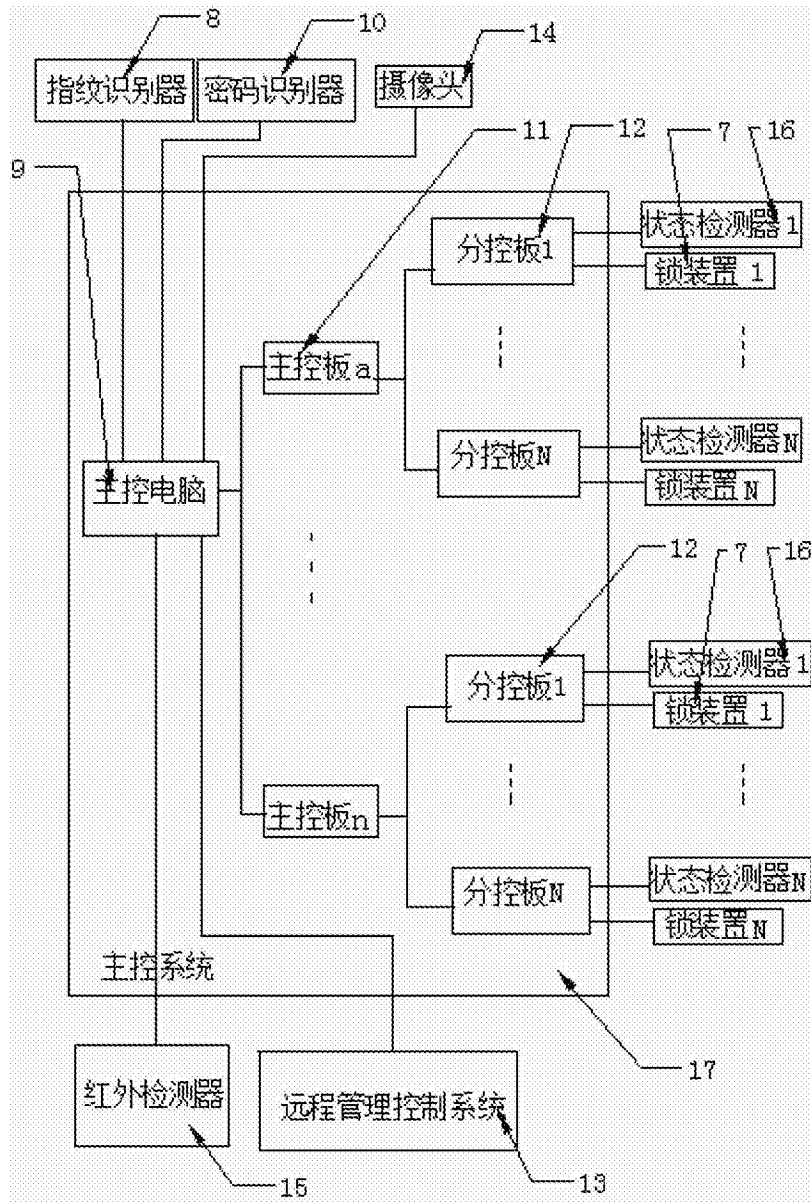 8
10
14
指纹识别器
密码识别器
摄像头
11
12
7
16
9
状态检测器1
分控板1
锁装置 1
主控板a
状态检测器N
分控板N
锁装置N
主控电脑
12
7
16
状态检测器1
分控板1
锁装置1
主控板n
状态检测器N
分控板N
锁装置N
主控系统
17
红外检测器
远程管理控制系统
15
13